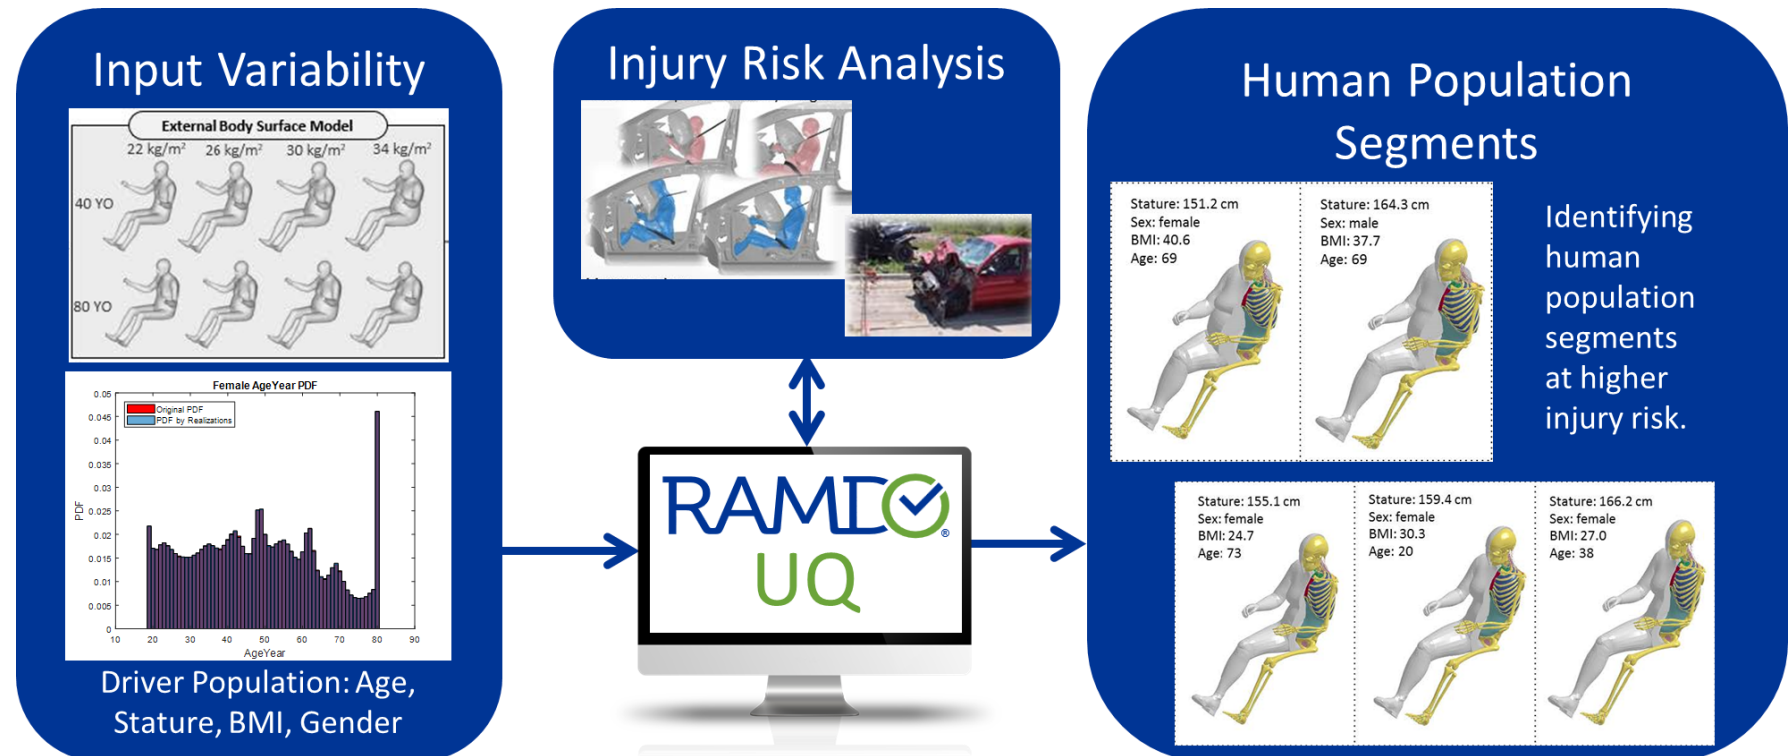 Input Variability
External Body Surface Model
22 kg/m² 26 kg/m² 30 kg/m² 34 kg/m²
40 YO
80 YO
Female AgeYear PDF
Original PDF
PDF by Realizations
0.05
0.045
0.04
0.035
0.03
0.025
0.02
0.015
0.01
0.005
0
PDF
10 20 30 40 50 60 70 80 90
AgeYear
Driver Population: Age,
Stature, BMI, Gender
Injury Risk Analysis
RAMDO®
UQ
Human Population
Segments
Stature: 151.2 cm
Sex: female
BMI: 40.6
Age: 69
Stature: 164.3 cm
Sex: male
BMI: 37.7
Age: 69
Identifying
human
population
segments
at higher
injury risk.
Stature: 155.1 cm
Sex: female
BMI: 24.7
Age: 73
Stature: 159.4 cm
Sex: female
BMI: 30.3
Age: 20
Stature: 166.2 cm
Sex: female
BMI: 27.0
Age: 38